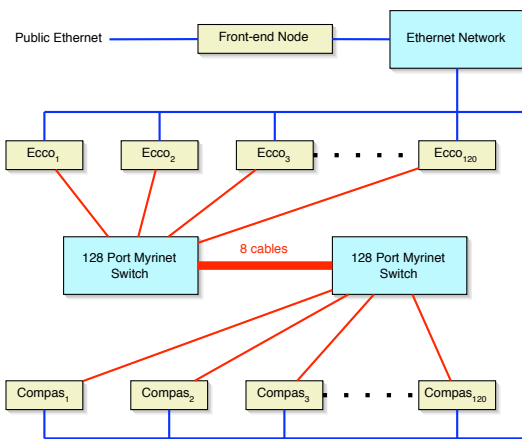 Public Ethernet
Front-end Node
Ethernet Network
Ecco1
Ecco2
Ecco3
Ecco120
128 Port Myrinet
Switch
8 cables
128 Port Myrinet
Switch
Compas1
Compas2
Compas3
Compas120